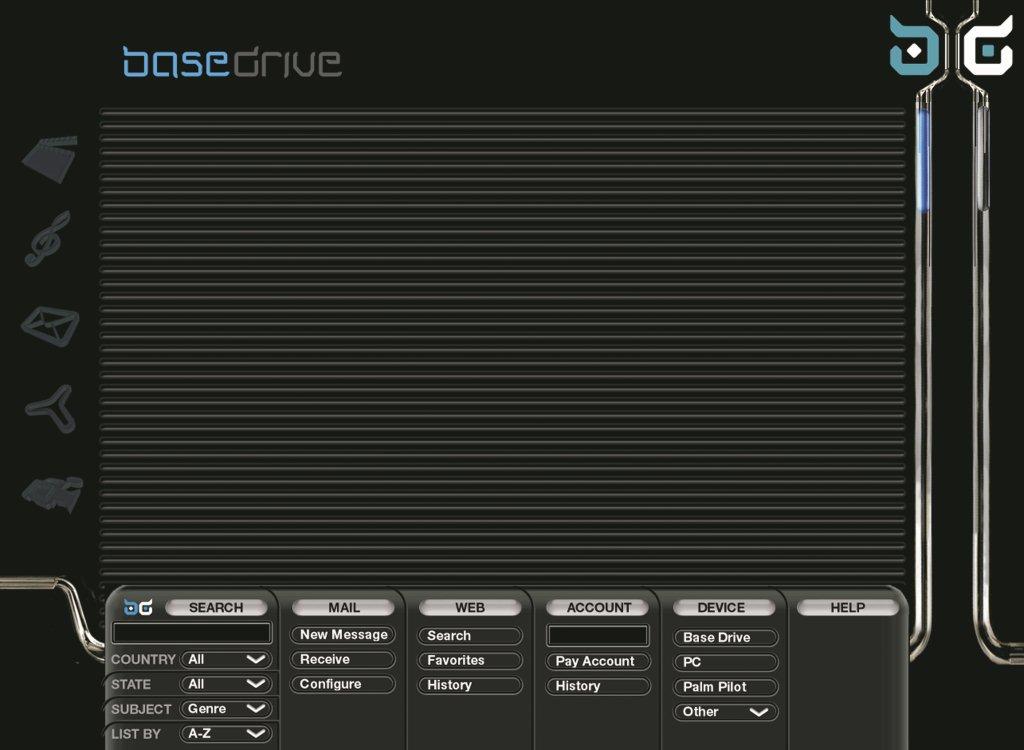 basedrive
SEARCH
COUNTRY All
STATE All
SUBJECT Genre
LIST BY A-Z
MAIL
New Message
Receive
Configure
WEB
Search
Favorites
History
ACCOUNT
Pay Account
History
DEVICE
Base Drive
PC
Palm Pilot
Other
HELP